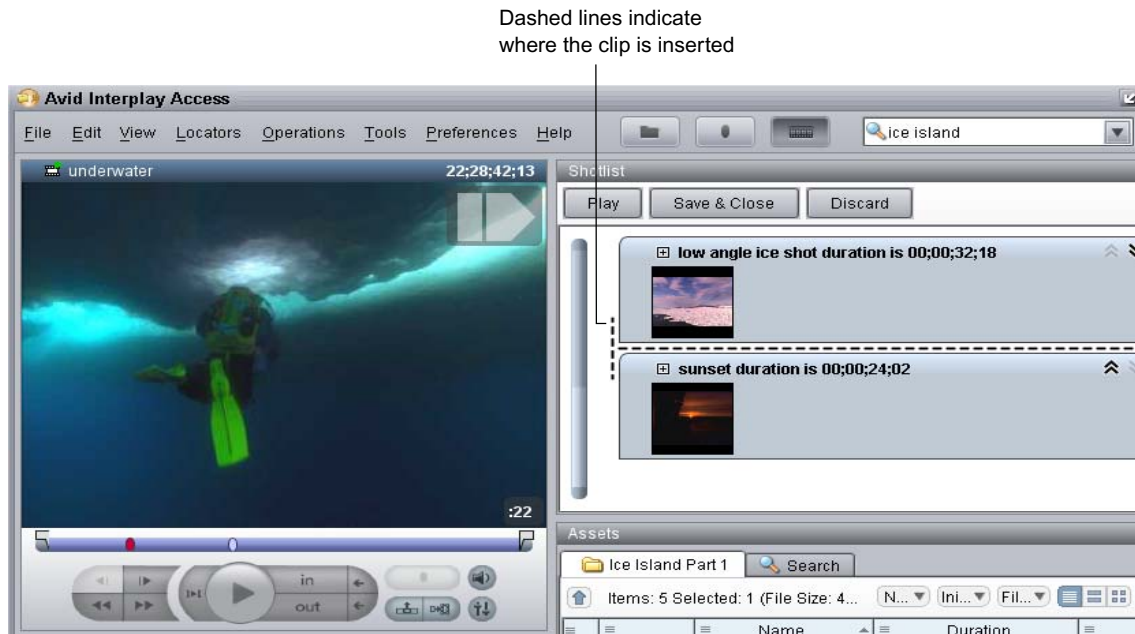 Dashed lines indicate
where the clip is inserted
Avid Interplay Access
File Edit View Locators Operations Tools Preferences Help
ice island
underwater 22;28;42;13
Shotlist
Play Save & Close Discard
low angle ice shot duration is 00;00;32;18
sunset duration is 00;00;24;02
:22
in
out
Assets
Ice Island Part 1 Search
Items: 5 Selected: 1 (File Size: 4... N... Ini... Fil...
Name Duration